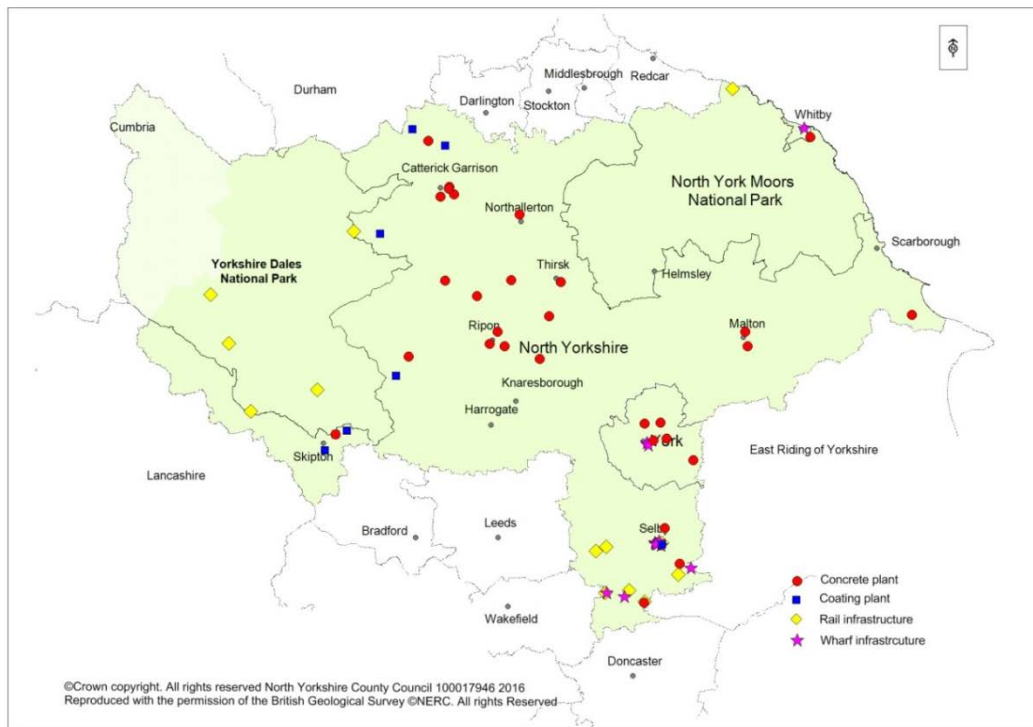 N
Redcar
Middlesbrough
Durham
Darlington
Stockton
Cumbria
Whitby
Catterick Garrison
North York Moors
National Park
Northallerton
Scarborough
Yorkshire Dales
National Park
Thirsk
Helmsley
Ripon
Malton
North Yorkshire
Knaresborough
Harrogate
York
East Riding of Yorkshire
Skipton
Lancashire
Selby
Bradford
Leeds
Wakefield
Doncaster
Concrete plant
Coating plant
Rail infrastructure
Wharf infrastrcuture
©Crown copyright. All rights reserved North Yorkshire County Council 100017946 2016
Reproduced with the permission of the British Geological Survey ©NERC. All rights Reserved